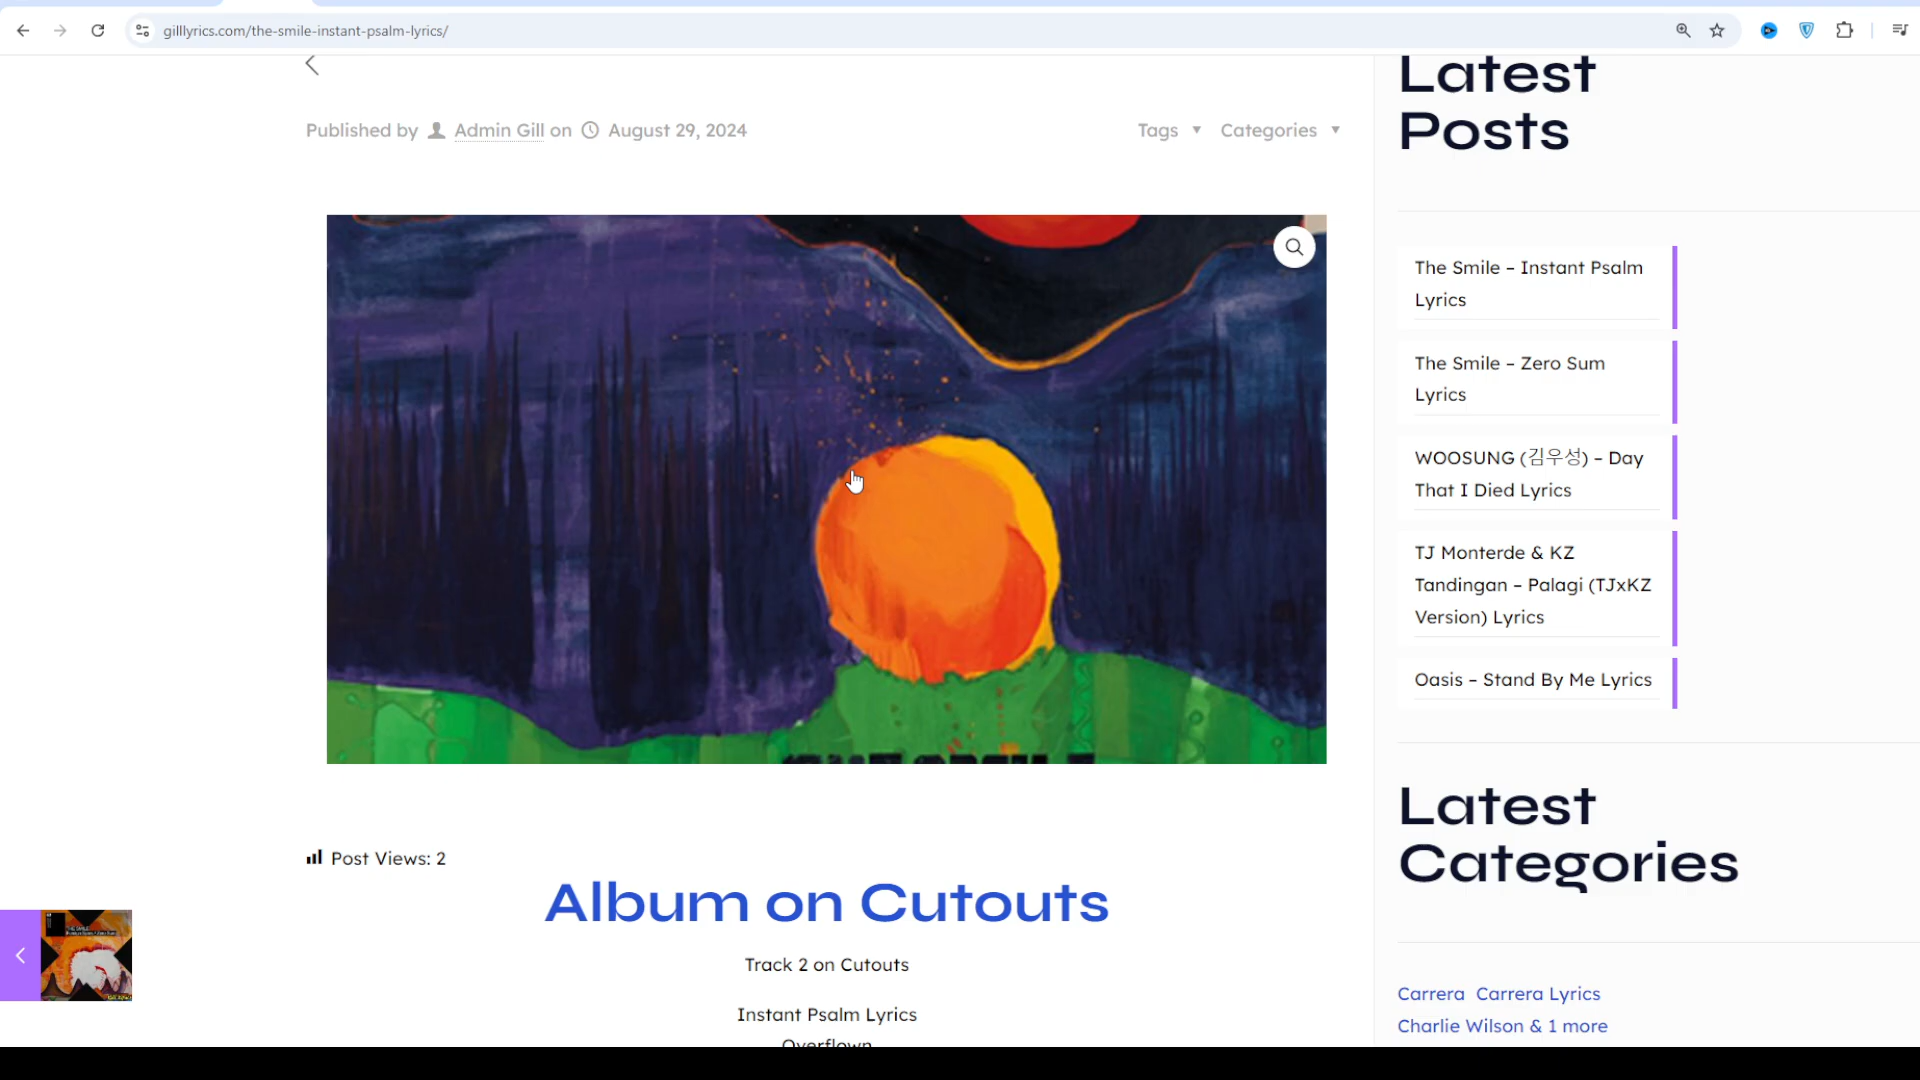 gilllyrics.com/the-smile-instant-psalm-lyrics/
Published by Admin Gill on August 29, 2024
Tags Categories
Post Views: 2
Album on Cutouts
Track 2 on Cutouts
Instant Psalm Lyrics
Overflown
Latest
Posts
The Smile – Instant Psalm
Lyrics
The Smile – Zero Sum
Lyrics
WOOSUNG (김우성) – Day
That I Died Lyrics
TJ Monterde & KZ
Tandingan – Palagi (TJxKZ
Version) Lyrics
Oasis – Stand By Me Lyrics
Latest
Categories
Carrera Carrera Lyrics
Charlie Wilson & 1 more